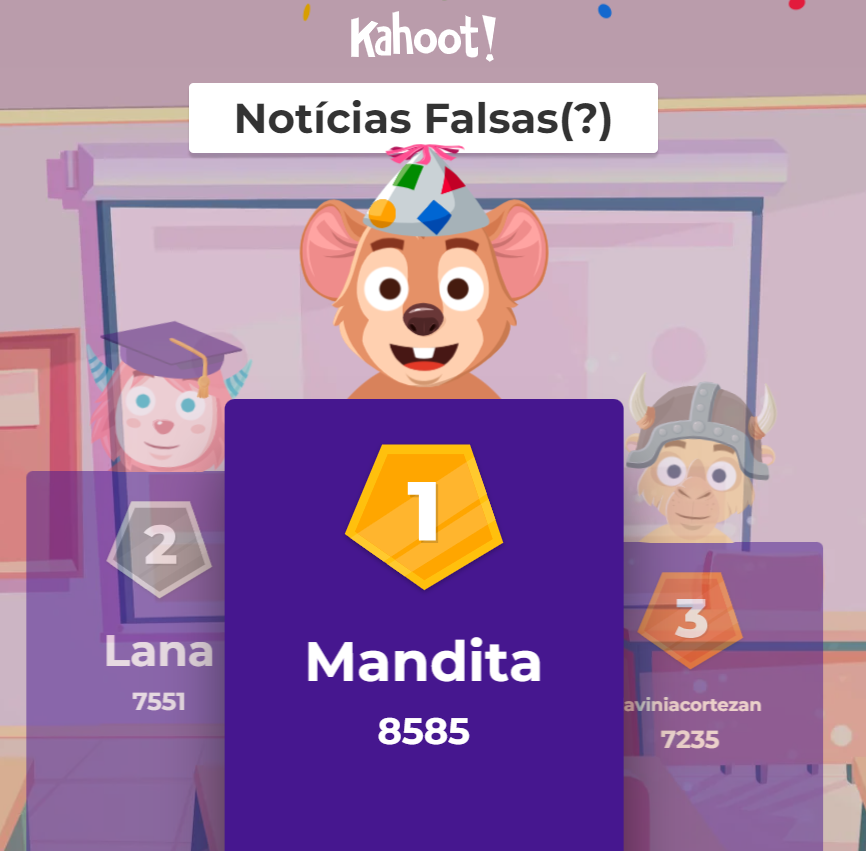 Kahoot!
Notícias Falsas(?)
1
Mandita
8585
2
Lana
7551
3
aviniacortezan
7235